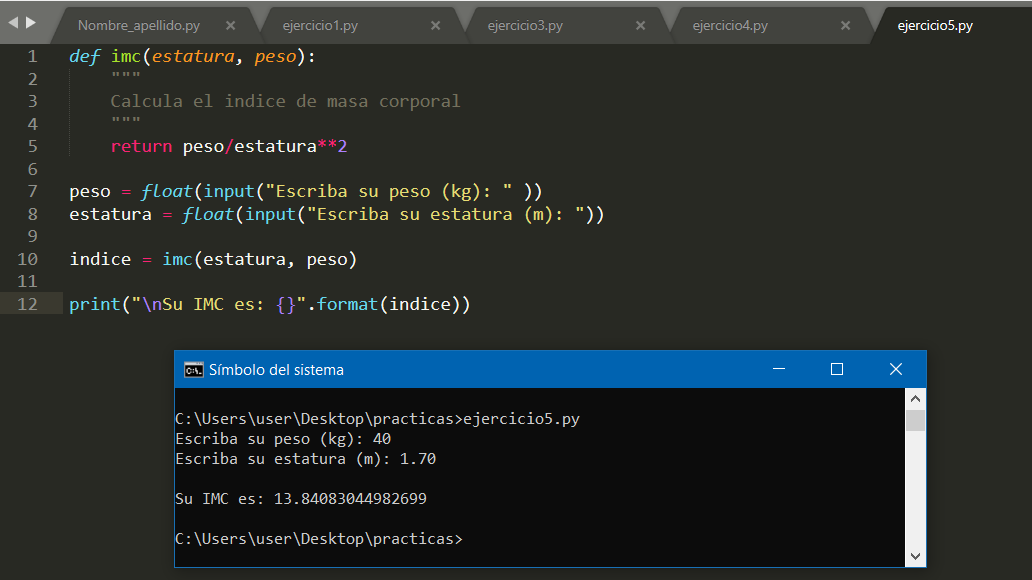 Nombre_apellido.py ejercicio1.py ejercicio3.py ejercicio4.py ejercicio5.py
1 def imc(estatura, peso):
2 """
3 Calcula el indice de masa corporal
4 """
5 return peso/estatura**2
6
7 peso = float(input("Escriba su peso (kg): " ))
8 estatura = float(input("Escriba su estatura (m): "))
9
10 indice = imc(estatura, peso)
11
12 print("\nSu IMC es: {}".format(indice))
C:\. Símbolo del sistema
C:\Users\user\Desktop\practicas>ejercicio5.py
Escriba su peso (kg): 40
Escriba su estatura (m): 1.70
Su IMC es: 13.84083044982699
C:\Users\user\Desktop\practicas>